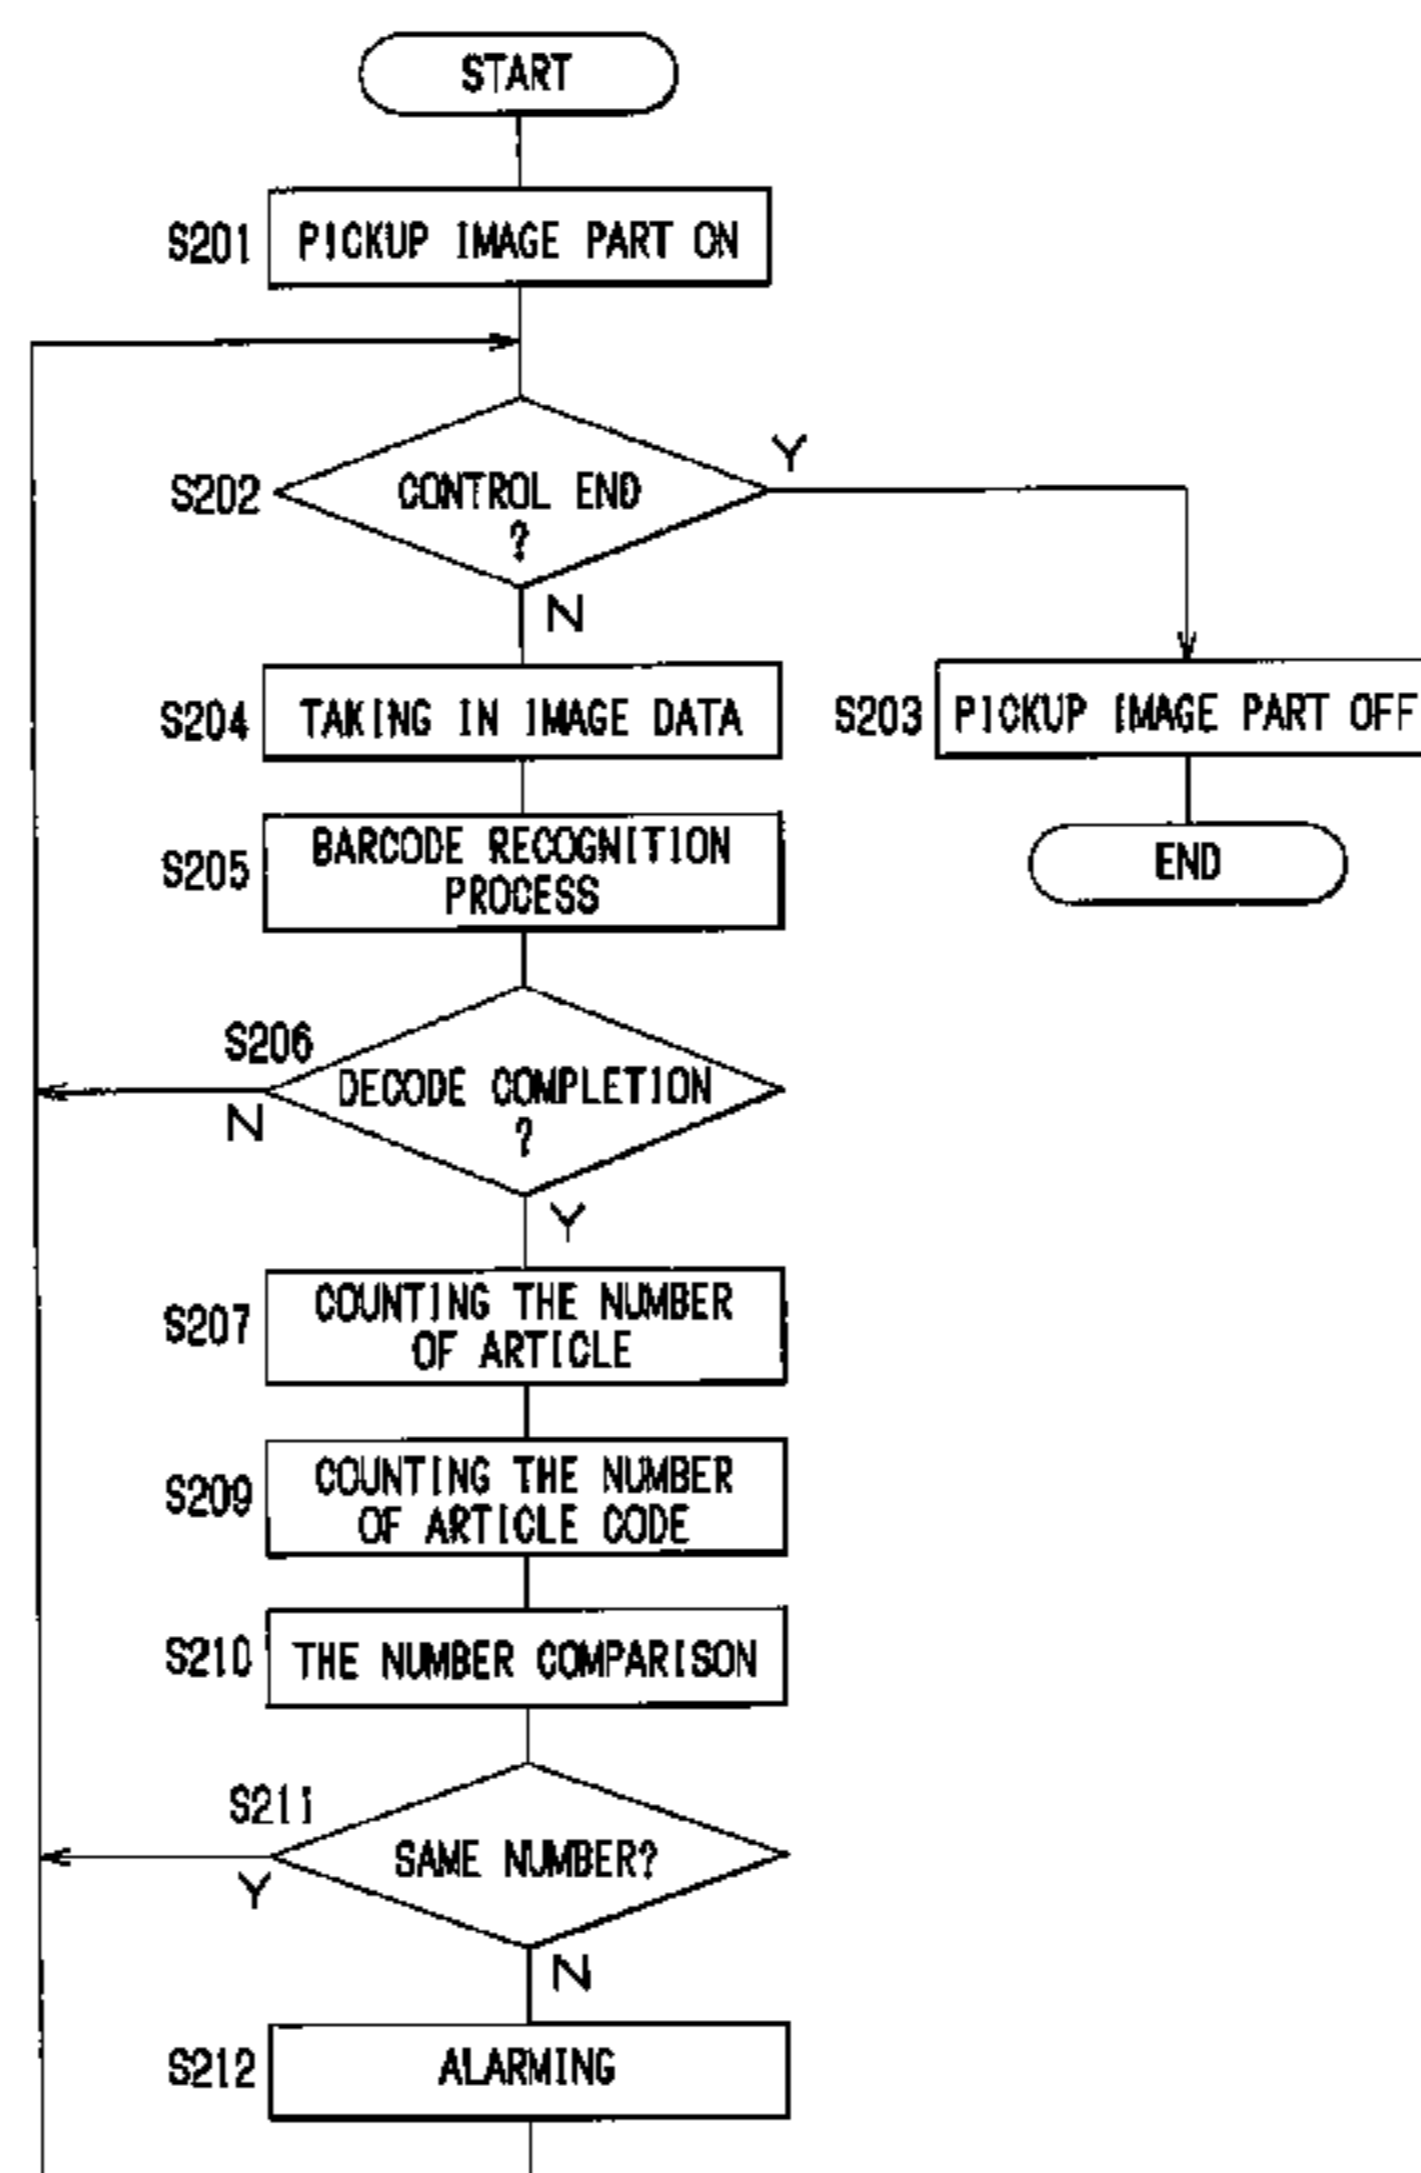 START
S201 PICKUP IMAGE PART ON
S202 CONTROL END
?
Y
N
S204 TAKING IN IMAGE DATA
S203 PICKUP IMAGE PART OFF
S205 BARCODE RECOGNITION
PROCESS
END
S206
DECODE COMPLETION
?
N
Y
S207 COUNTING THE NUMBER
OF ARTICLE
S209 COUNTING THE NUMBER
OF ARTICLE CODE
S210 THE NUMBER COMPARISON
S211
SAME NUMBER?
Y
N
S212 ALARMING